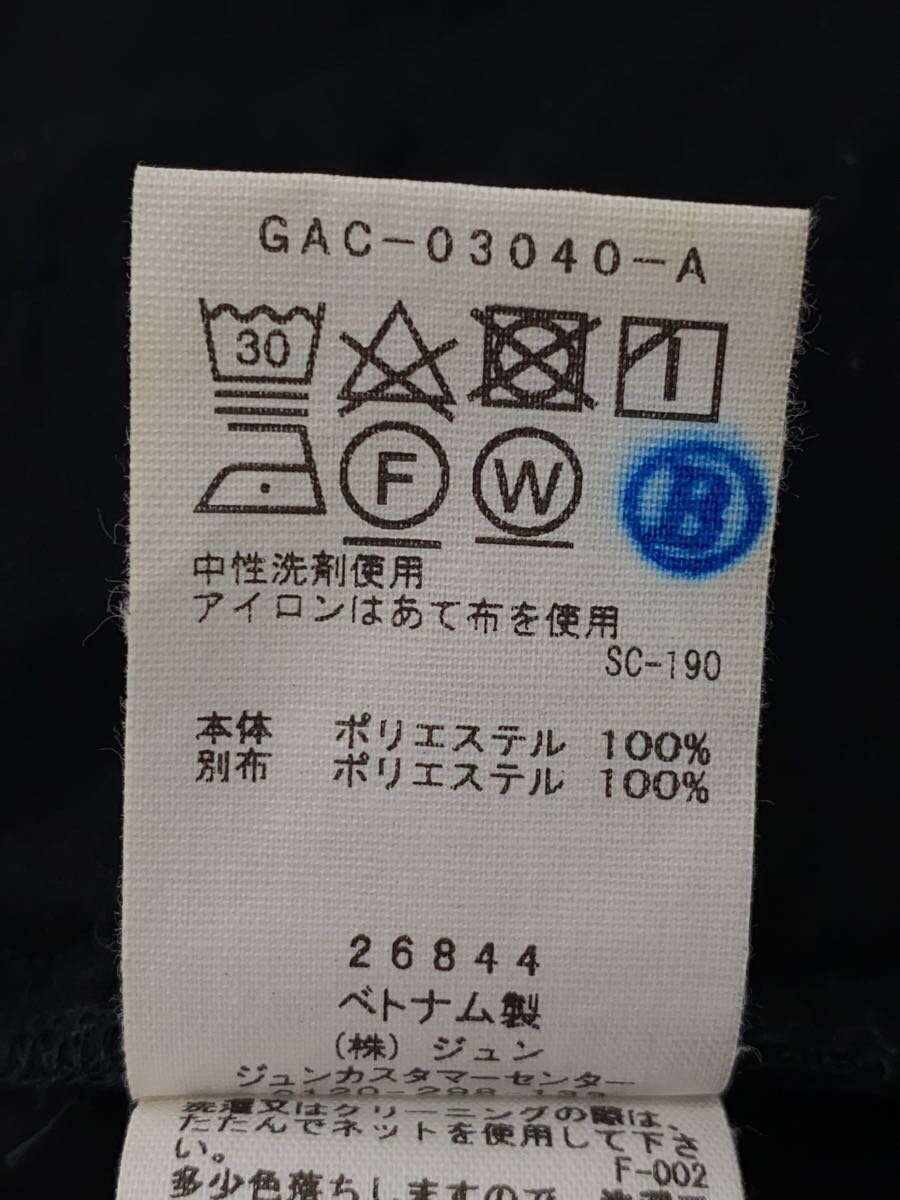 GAC-03040-A
30
F W B
中性洗剤使用
アイロンはあて布を使用
SC-190
本体 ポリエステル 100%
別布 ポリエステル 100%
26844
ベトナム製
(株) ジュン
ジュンカスタマーセンター
洗濯又はクリーニングの際は、
たたんでネットを使用して下さ
い。
F-002
多少色落ちしますので、